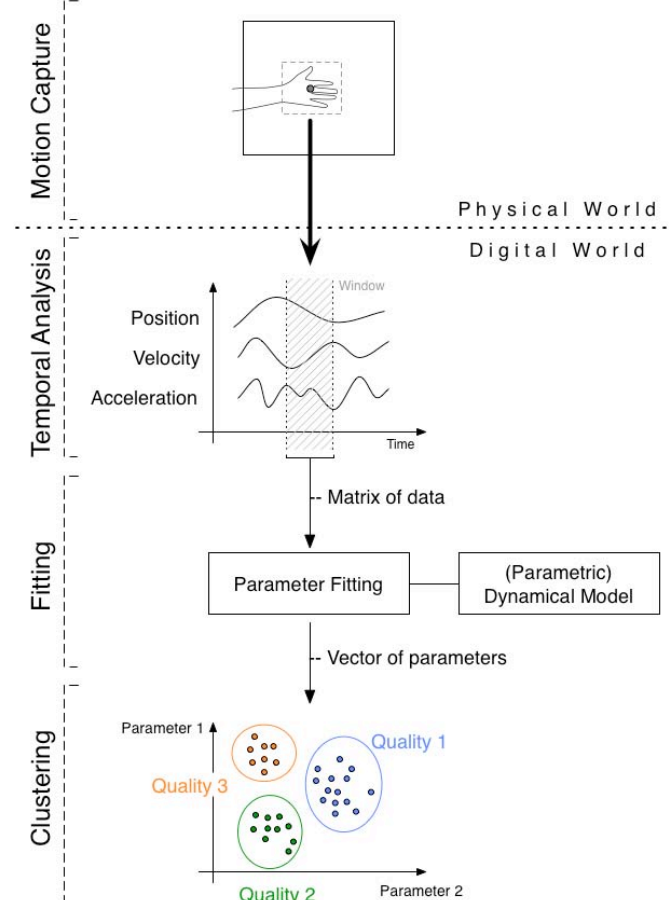 Motion Capture
Physical World
Digital World
Temporal Analysis
Window
Position
Velocity
Acceleration
Time
Matrix of data
Fitting
Parameter Fitting
(Parametric)
Dynamical Model
Vector of parameters
Clustering
Parameter 1
Quality 1
Quality 3
Quality 2
Parameter 2